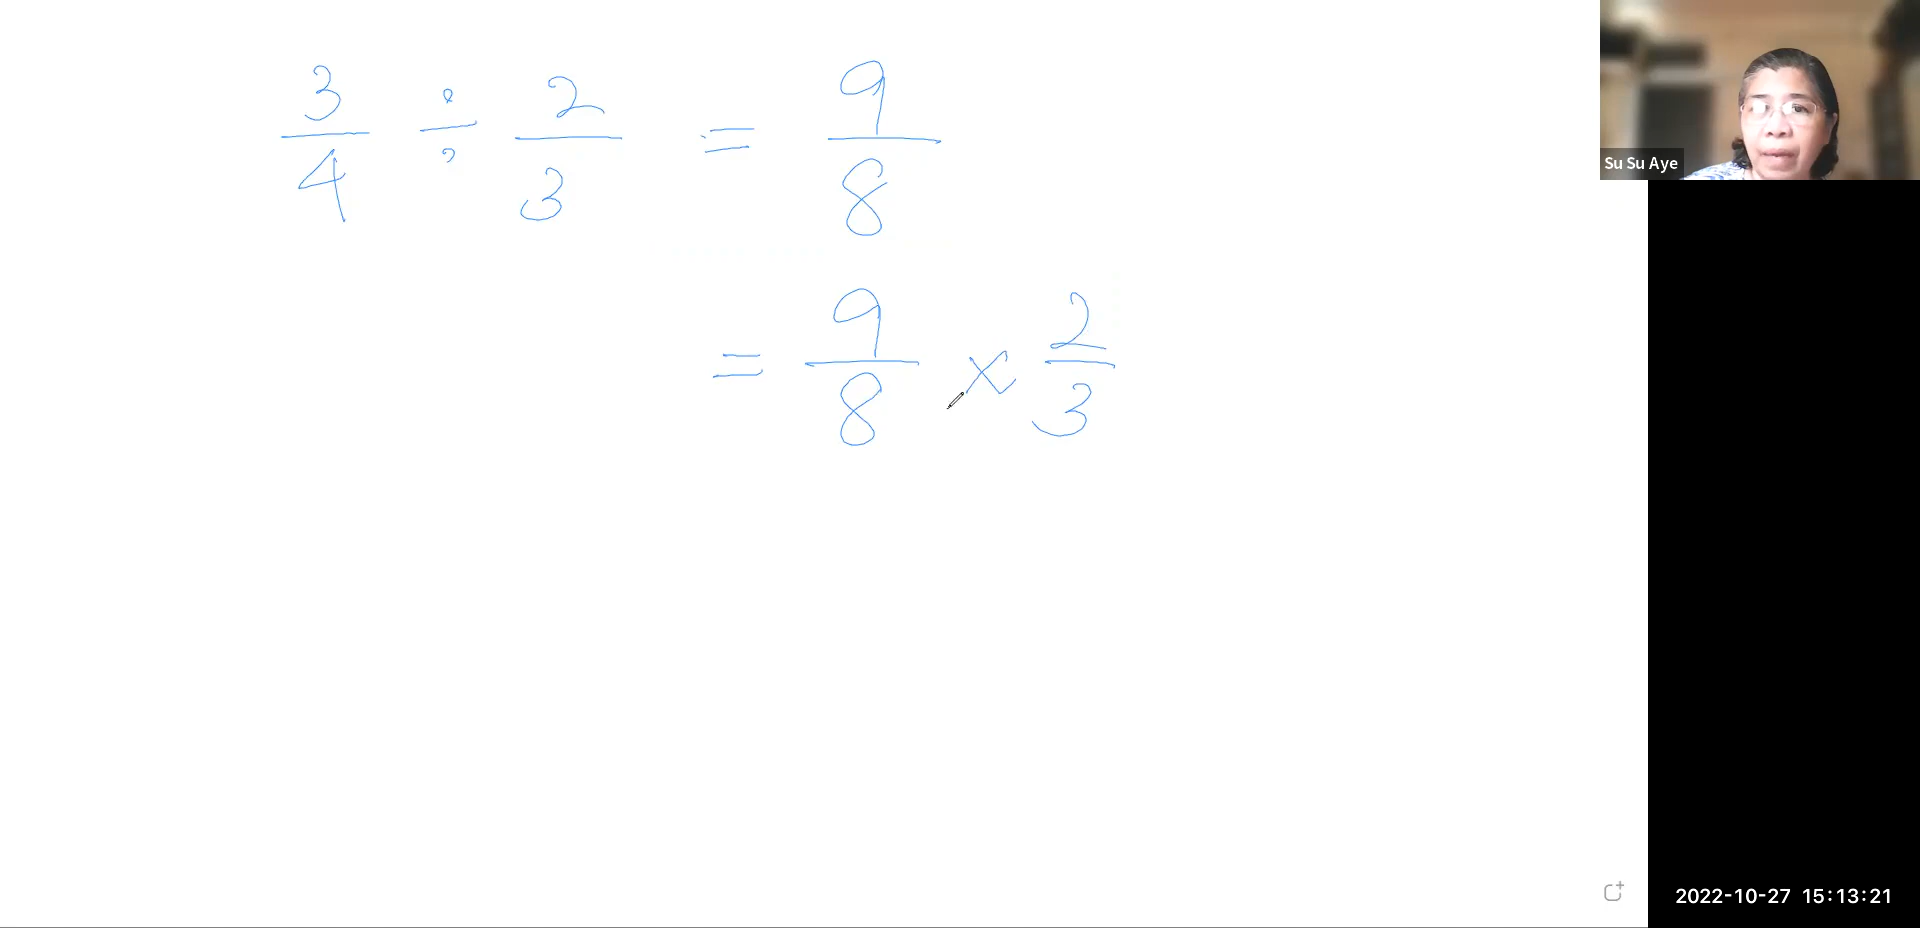 3/4 ÷ 2/3 = 9/8
= 9/8 × 2/3
Su Su Aye
2022-10-27 15:13:21